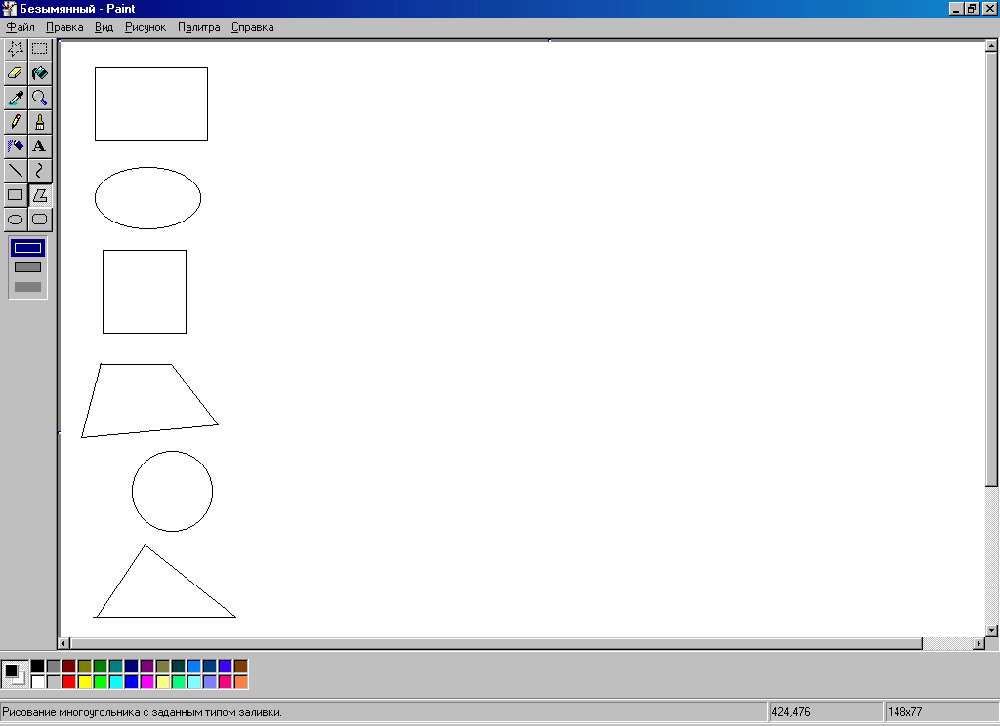 Безымянный - Paint
Файл Правка Вид Рисунок Палитра Справка
A
Рисование многоугольника с заданным типом заливки. 424,476 148x77